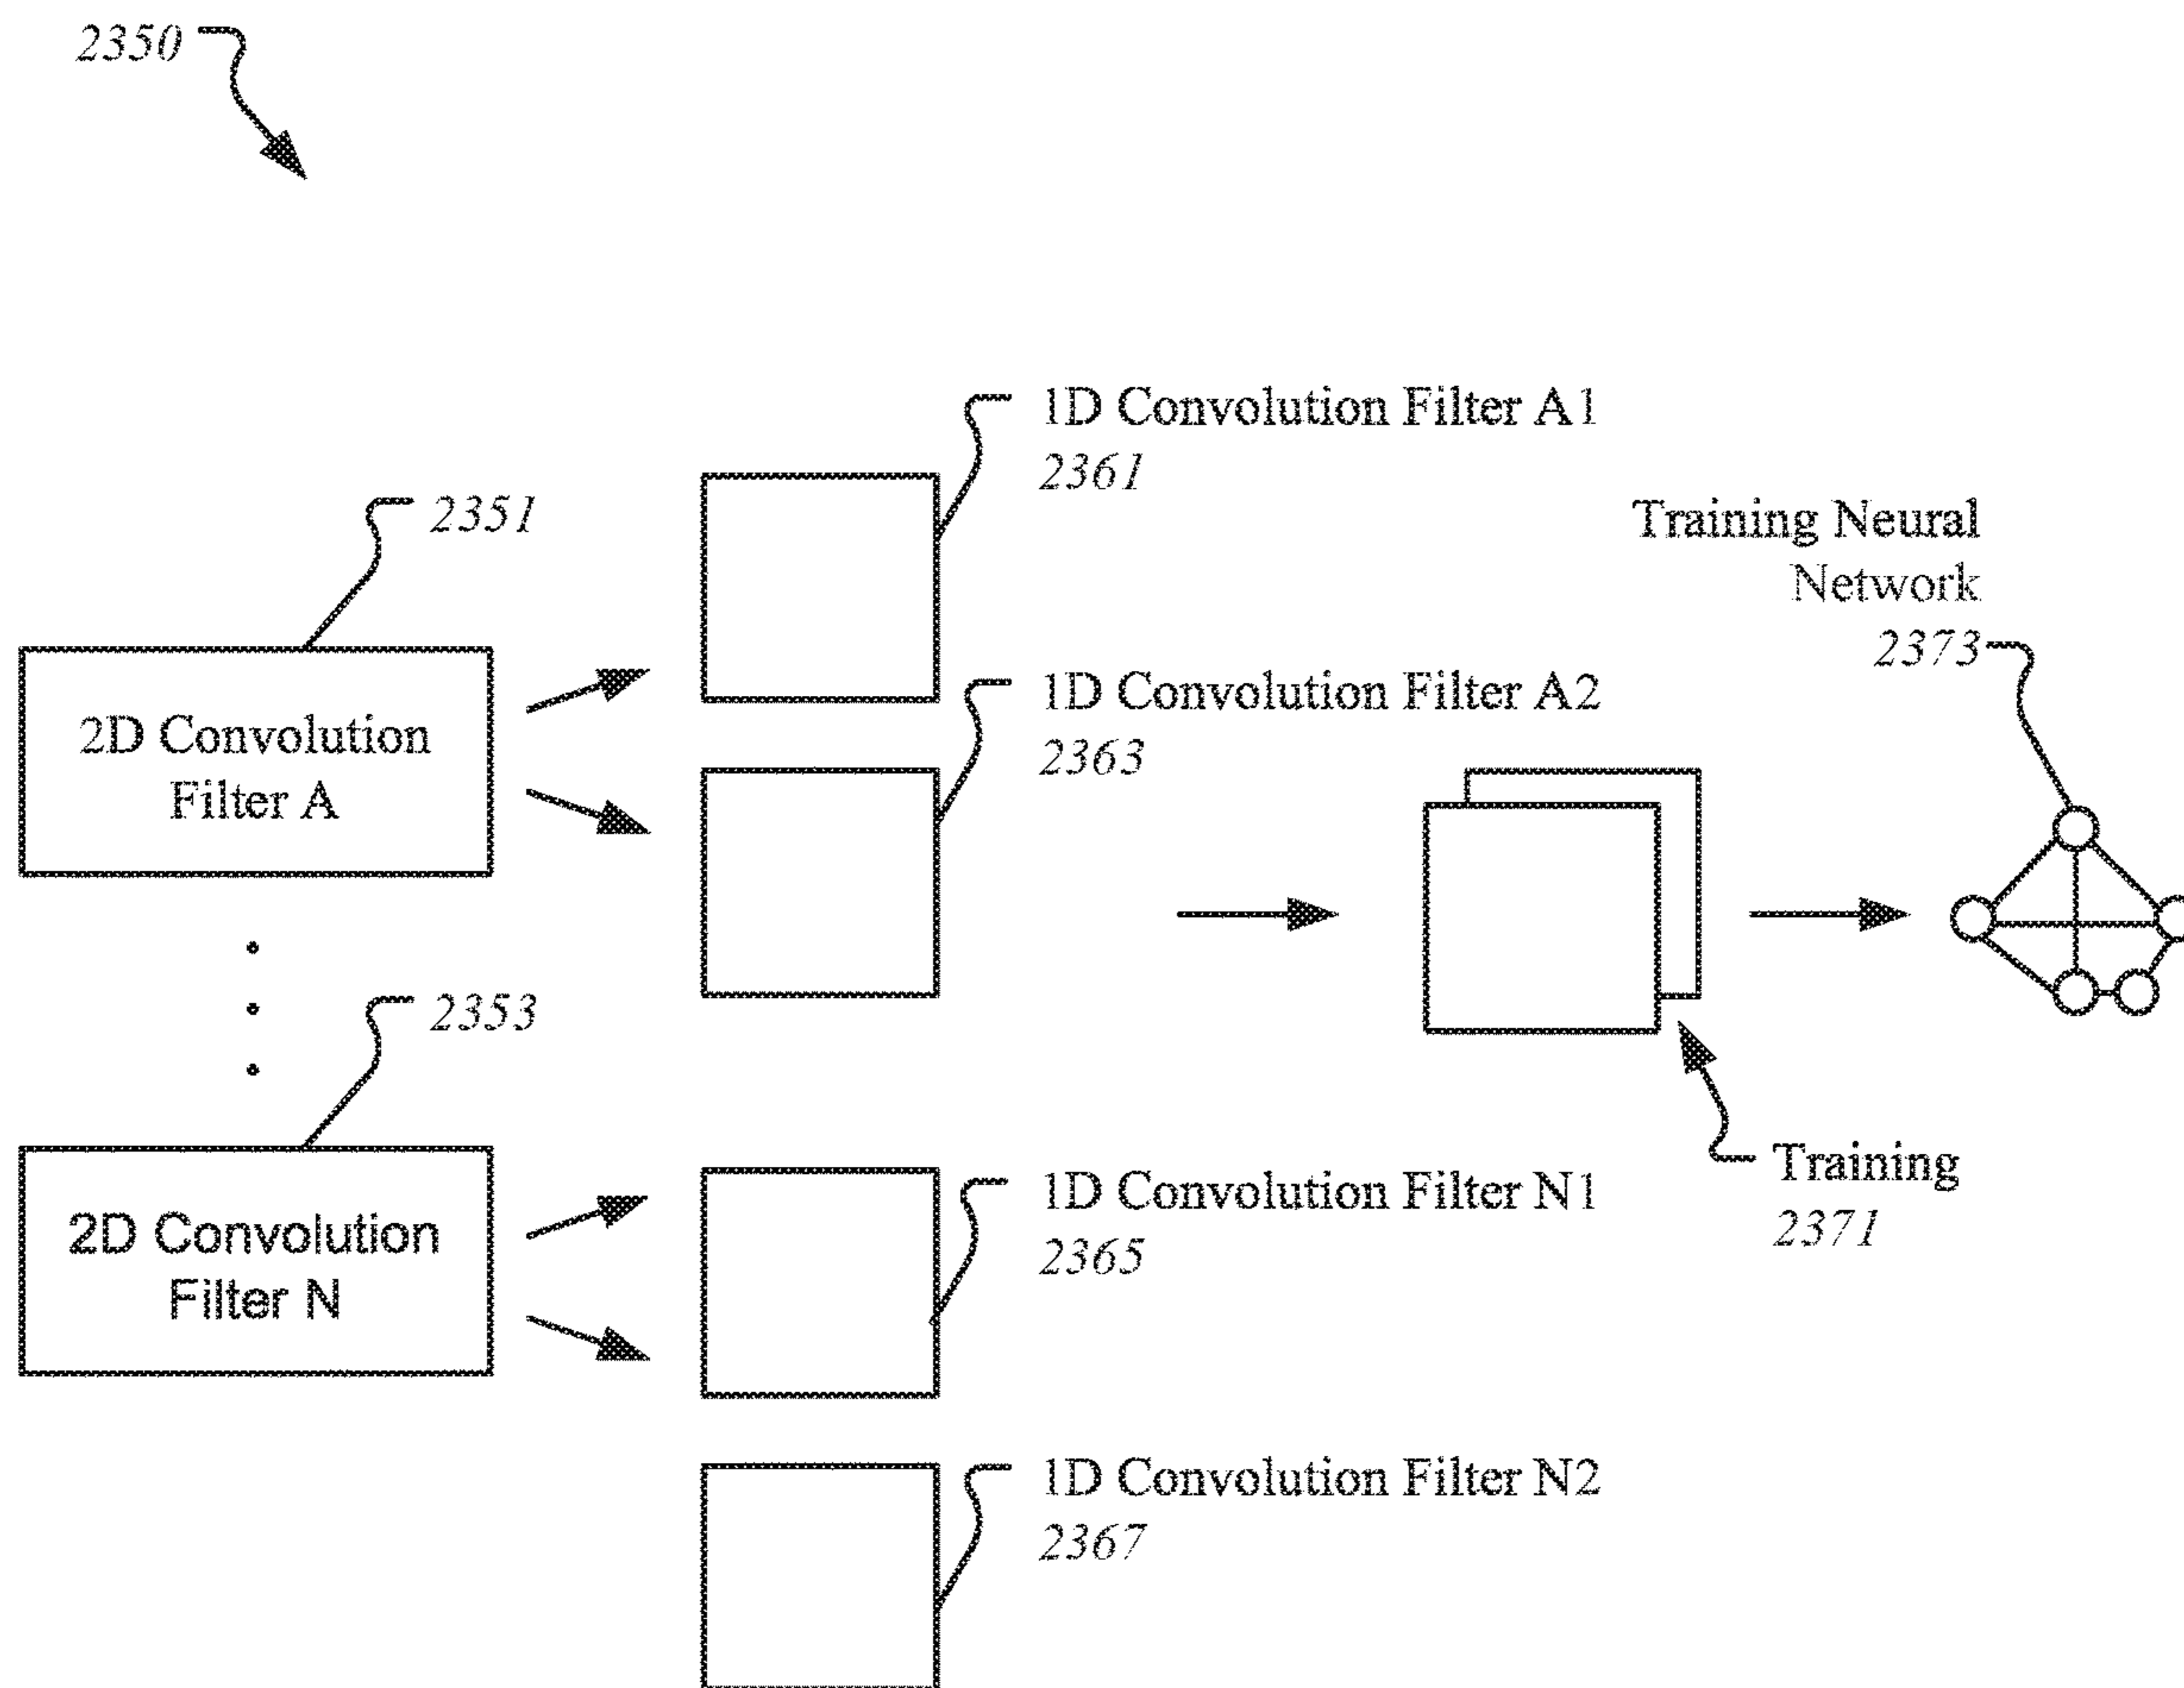 2350
1D Convolution Filter A1
2361
2351
Training Neural
Network
2373
2D Convolution
Filter A
1D Convolution Filter A2
2363
2353
2D Convolution
Filter N
1D Convolution Filter N1
2365
Training
2371
1D Convolution Filter N2
2367